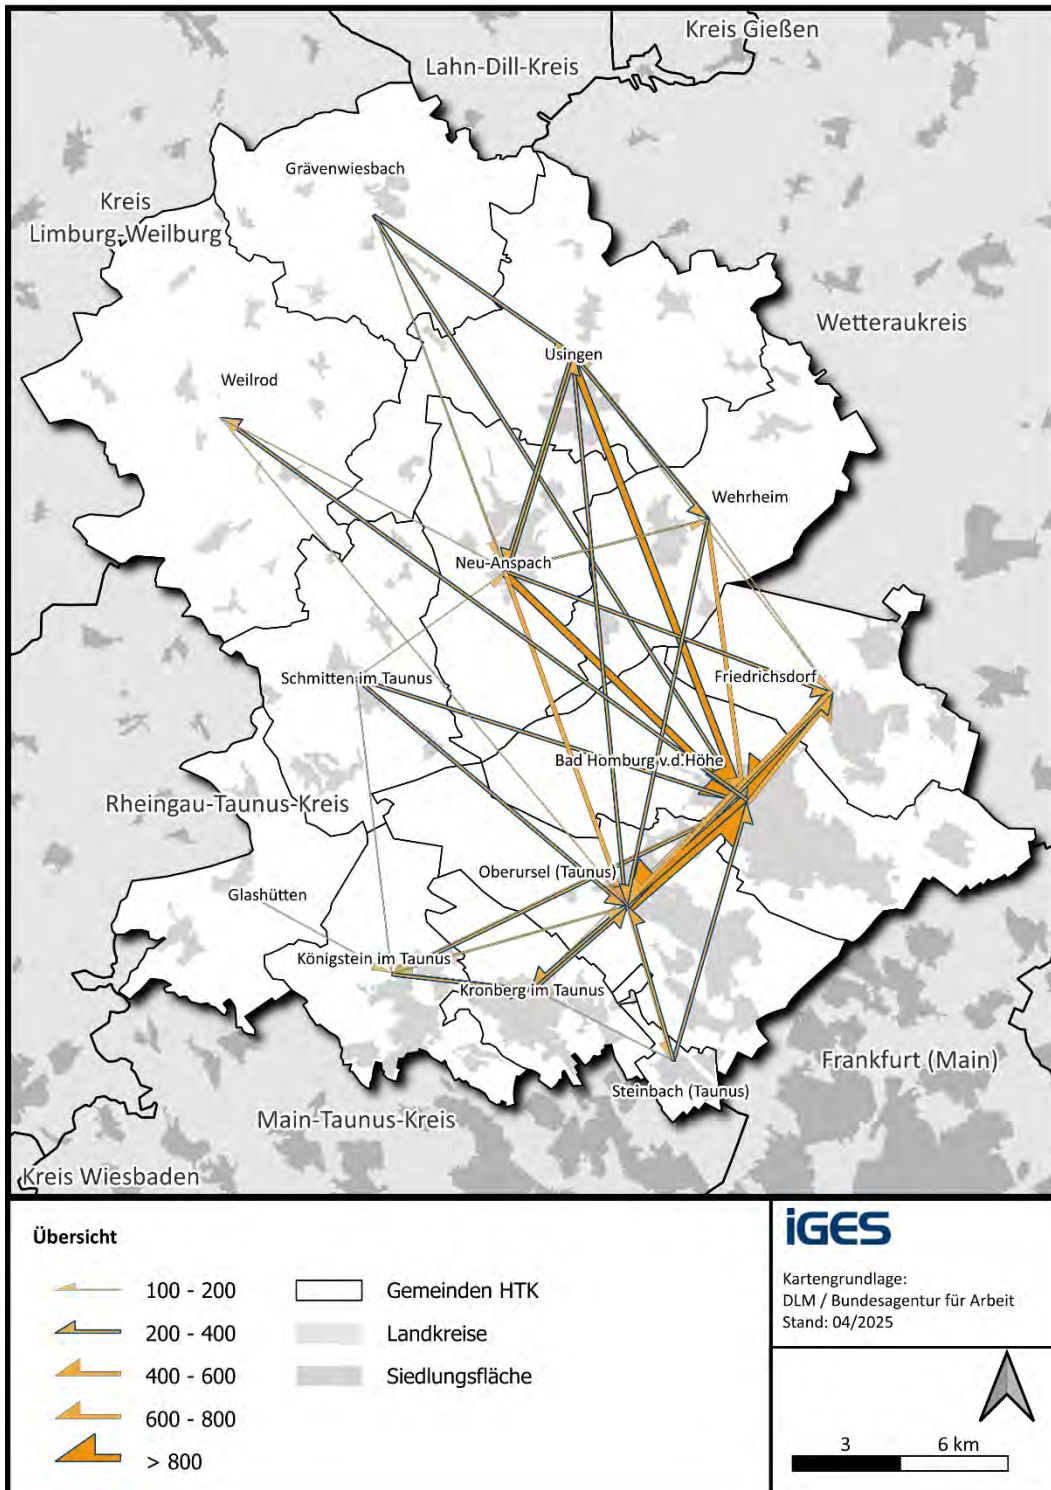 Kreis Gießen
Lahn-Dill-Kreis
Grävenwiesbach
Kreis
Limburg-Weilburg
Wetteraukreis
Usingen
Weilrod
Wehrheim
Neu-Anspach
Schmitten im Taunus
Friedrichsdorf
Bad Homburg v.d.Höhe
Rheingau-Taunus-Kreis
Oberursel (Taunus)
Glashütten
Königstein im Taunus
Kronberg im Taunus
Frankfurt (Main)
Steinbach (Taunus)
Main-Taunus-Kreis
Kreis Wiesbaden
Übersicht
100 - 200
200 - 400
400 - 600
600 - 800
> 800
Gemeinden HTK
Landkreise
Siedlungsfläche
iGES
Kartengrundlage:
DLM / Bundesagentur für Arbeit
Stand: 04/2025
3 6 km